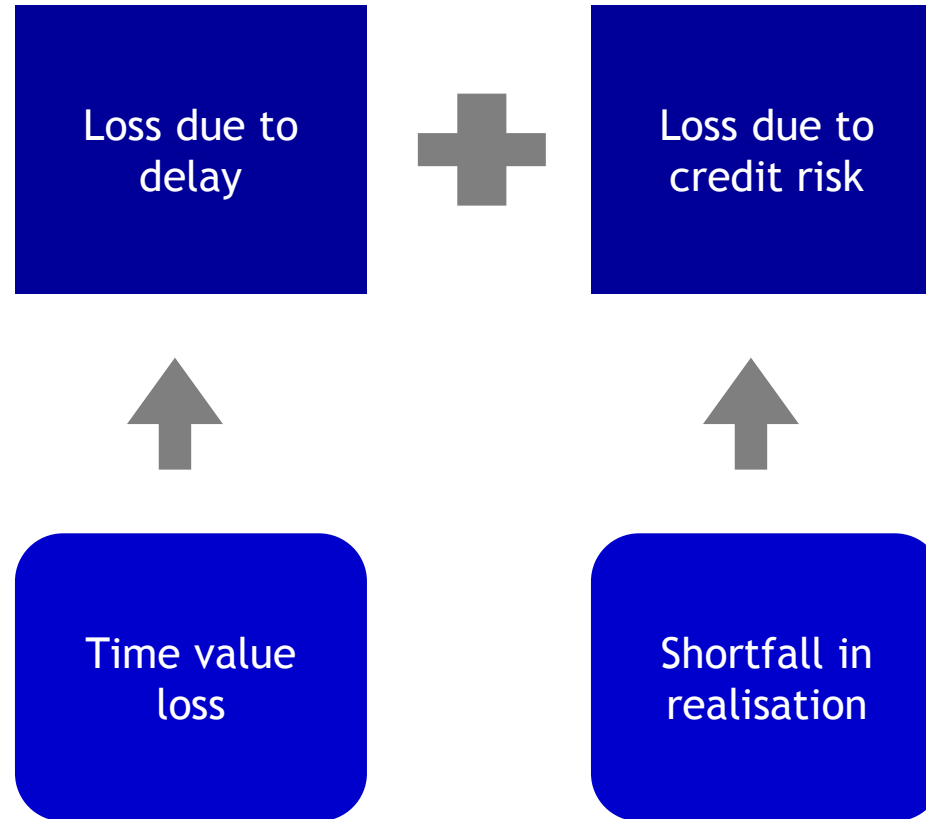 Loss due to
delay
Loss due to
credit risk
Time value
loss
Shortfall in
realisation